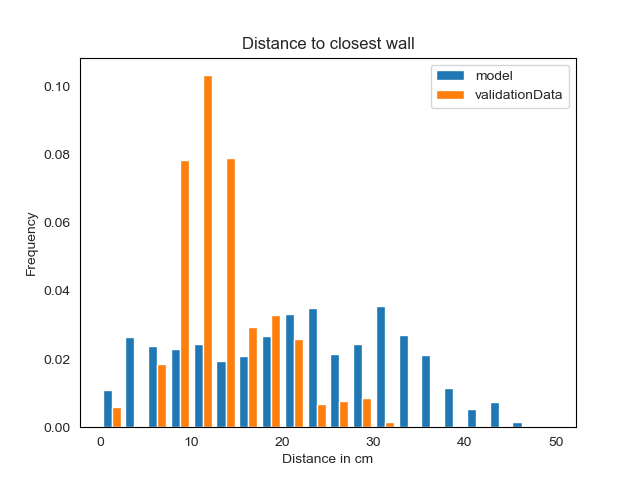 Distance to closest wall
model
validationData
0.10
0.08
0.06
0.04
0.02
0.00
Frequency
0 10 20 30 40 50
Distance in cm